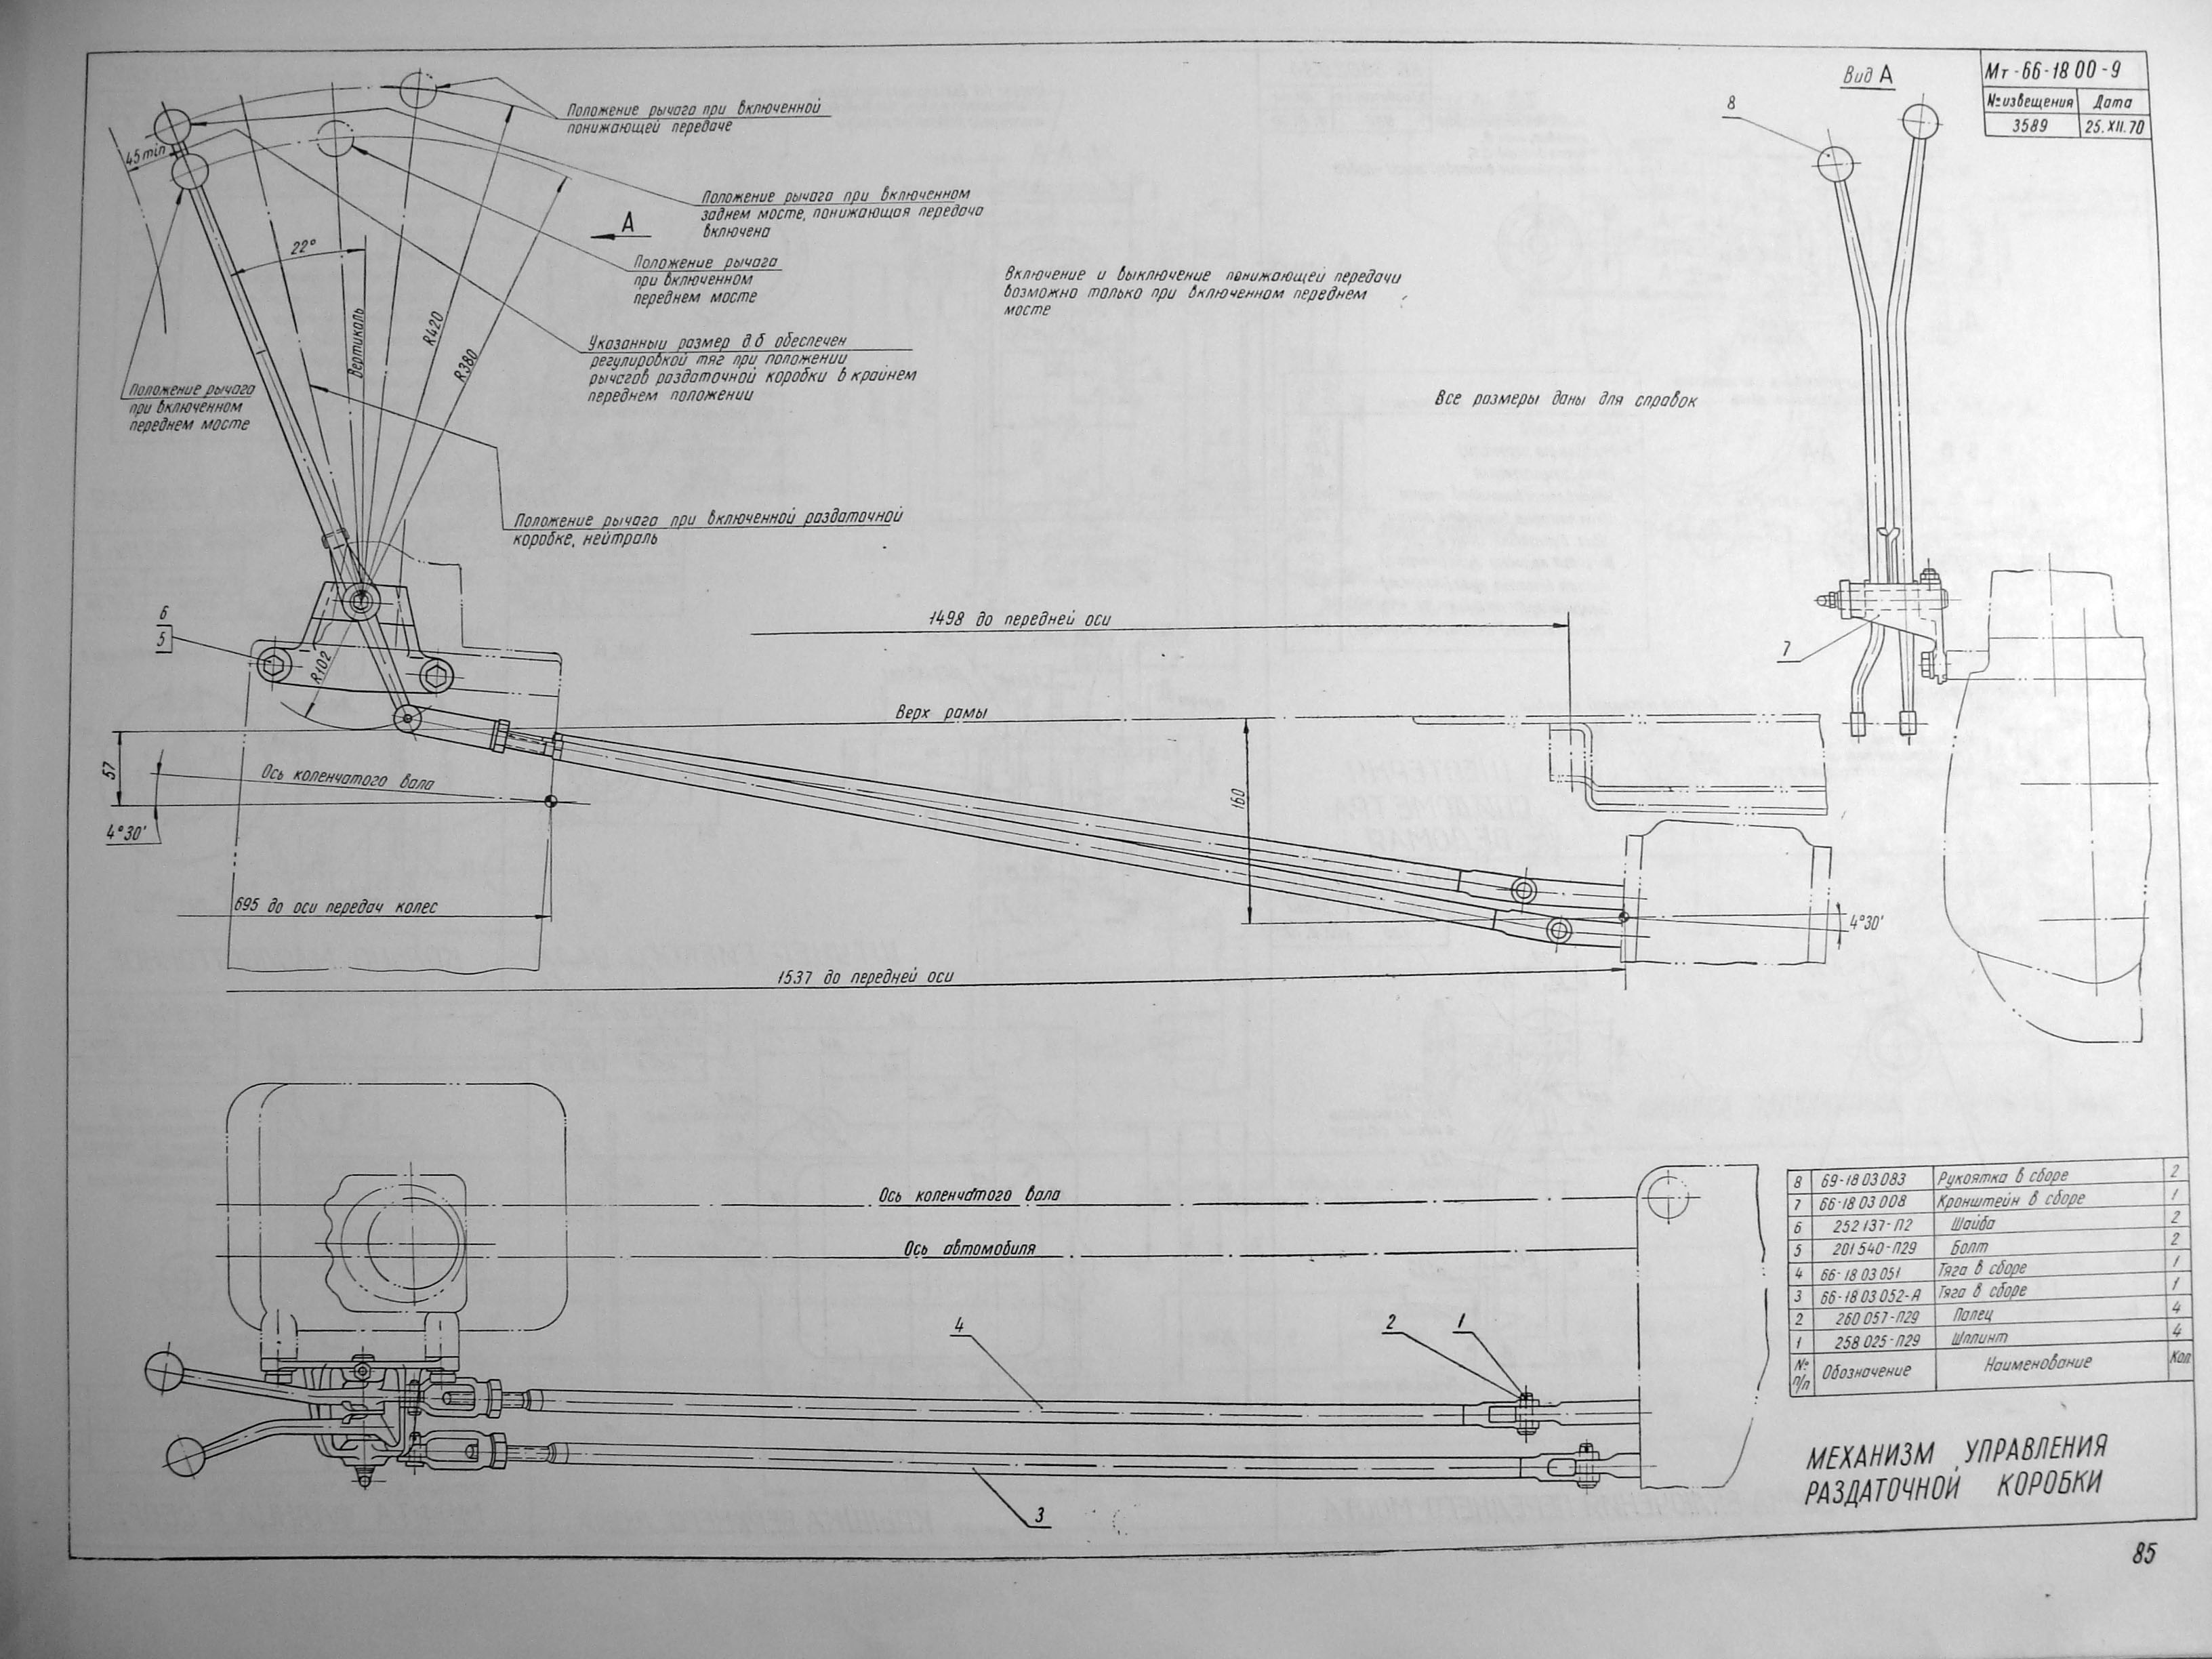 Мт-66-18 00-9
№ извещения Дата
3589 25.XII.70
Вид А
8
Положение рычага при включенной
понижающей передаче
45 min
Положение рычага при включенном
заднем мосте, понижающая передача
включена
А
22°
Положение рычага
при включенном
переднем мосте
Включение и выключение понижающей передачи
возможно только при включенном переднем
мосте
Вертикаль
R420
R380
Указанный размер д.б обеспечен
регулировкой тяг при положении
рычагов раздаточной коробки в крайнем
переднем положении
Положение рычага
при включенном
переднем мосте
Все размеры даны для справок
Положение рычага при включенной раздаточной
коробке, нейтраль
6
5
R102
1498 до передней оси
7
Верх рамы
57
Ось коленчатого вала
4°30'
160
695 до оси передач колес
4°30'
1537 до передней оси
Ось коленчатого вала
Ось автомобиля
4
2
1
3
8 69-18 03 083 Рукоятка в сборе 2
7 66-18 03 008 Кронштейн в сборе 1
6 252 137-П2 Шайба 2
5 201 540-П29 Болт 2
4 66-18 03 051 Тяга в сборе 1
3 66-18 03 052-А Тяга в сборе 1
2 260 057-П29 Палец 4
1 258 025-П29 Шплинт 4
№ п/п Обозначение Наименование Кол
МЕХАНИЗМ УПРАВЛЕНИЯ
РАЗДАТОЧНОЙ КОРОБКИ
85